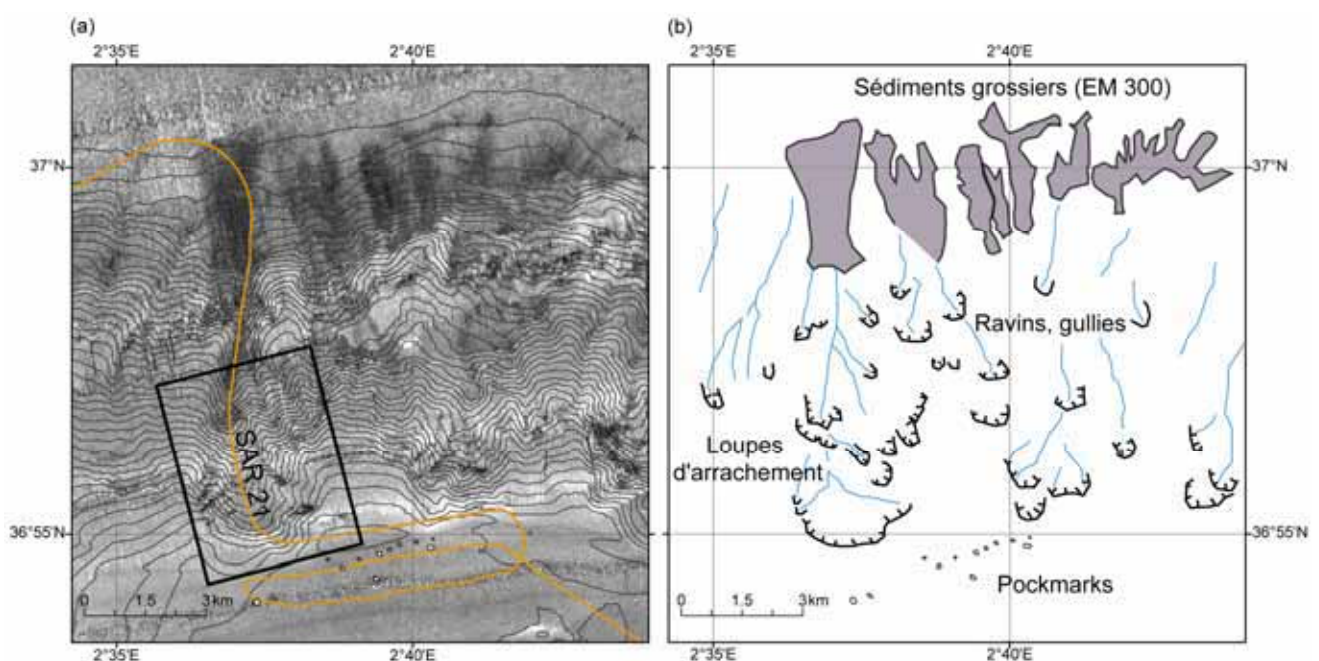 (a)
2°35'E
2°40'E
37°N
36°55'N
SAR 21
0 1.5 3km
2°35'E
2°40'E
(b)
2°35'E
2°40'E
Sédiments grossiers (EM 300)
37°N
Ravins, gullies
Loupes
d'arrachement
36°55'N
Pockmarks
0 1.5 3km
2°35'E
2°40'E